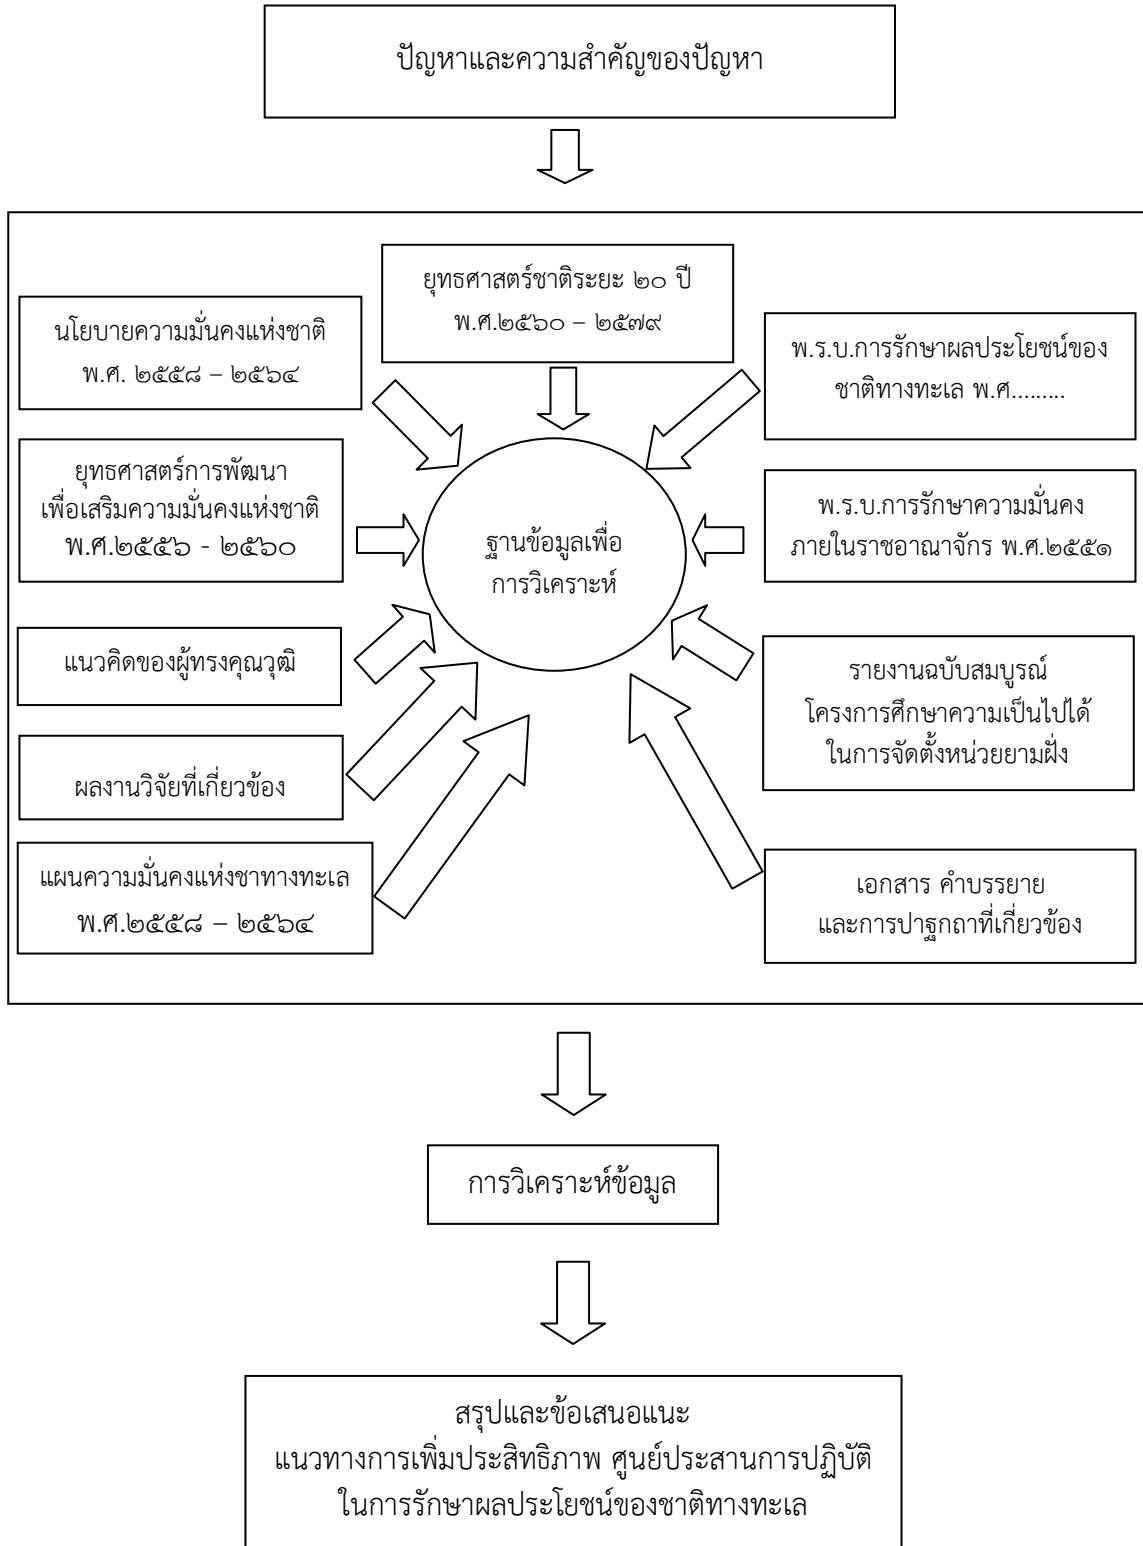 ปัญหาและความสำคัญของปัญหา
ยุทธศาสตร์ชาติระยะ ๒๐ ปี
พ.ศ.๒๕๖๐ – ๒๕๗๙
นโยบายความมั่นคงแห่งชาติ
พ.ศ. ๒๕๕๘ – ๒๕๖๔
พ.ร.บ.การรักษาผลประโยชน์ของ
ชาติทางทะเล พ.ศ.........
ยุทธศาสตร์การพัฒนา
เพื่อเสริมความมั่นคงแห่งชาติ
พ.ศ.๒๕๕๖ - ๒๕๖๐
ฐานข้อมูลเพื่อ
การวิเคราะห์
พ.ร.บ.การรักษาความมั่นคง
ภายในราชอาณาจักร พ.ศ.๒๕๕๑
แนวคิดของผู้ทรงคุณวุฒิ
รายงานฉบับสมบูรณ์
โครงการศึกษาความเป็นไปได้
ในการจัดตั้งหน่วยยามฝั่ง
ผลงานวิจัยที่เกี่ยวข้อง
แผนความมั่นคงแห่งชาทางทะเล
พ.ศ.๒๕๕๘ – ๒๕๖๔
เอกสาร คำบรรยาย
และการปาฐกถาที่เกี่ยวข้อง
การวิเคราะห์ข้อมูล
สรุปและข้อเสนอแนะ
แนวทางการเพิ่มประสิทธิภาพ ศูนย์ประสานการปฏิบัติ
ในการรักษาผลประโยชน์ของชาติทางทะเล